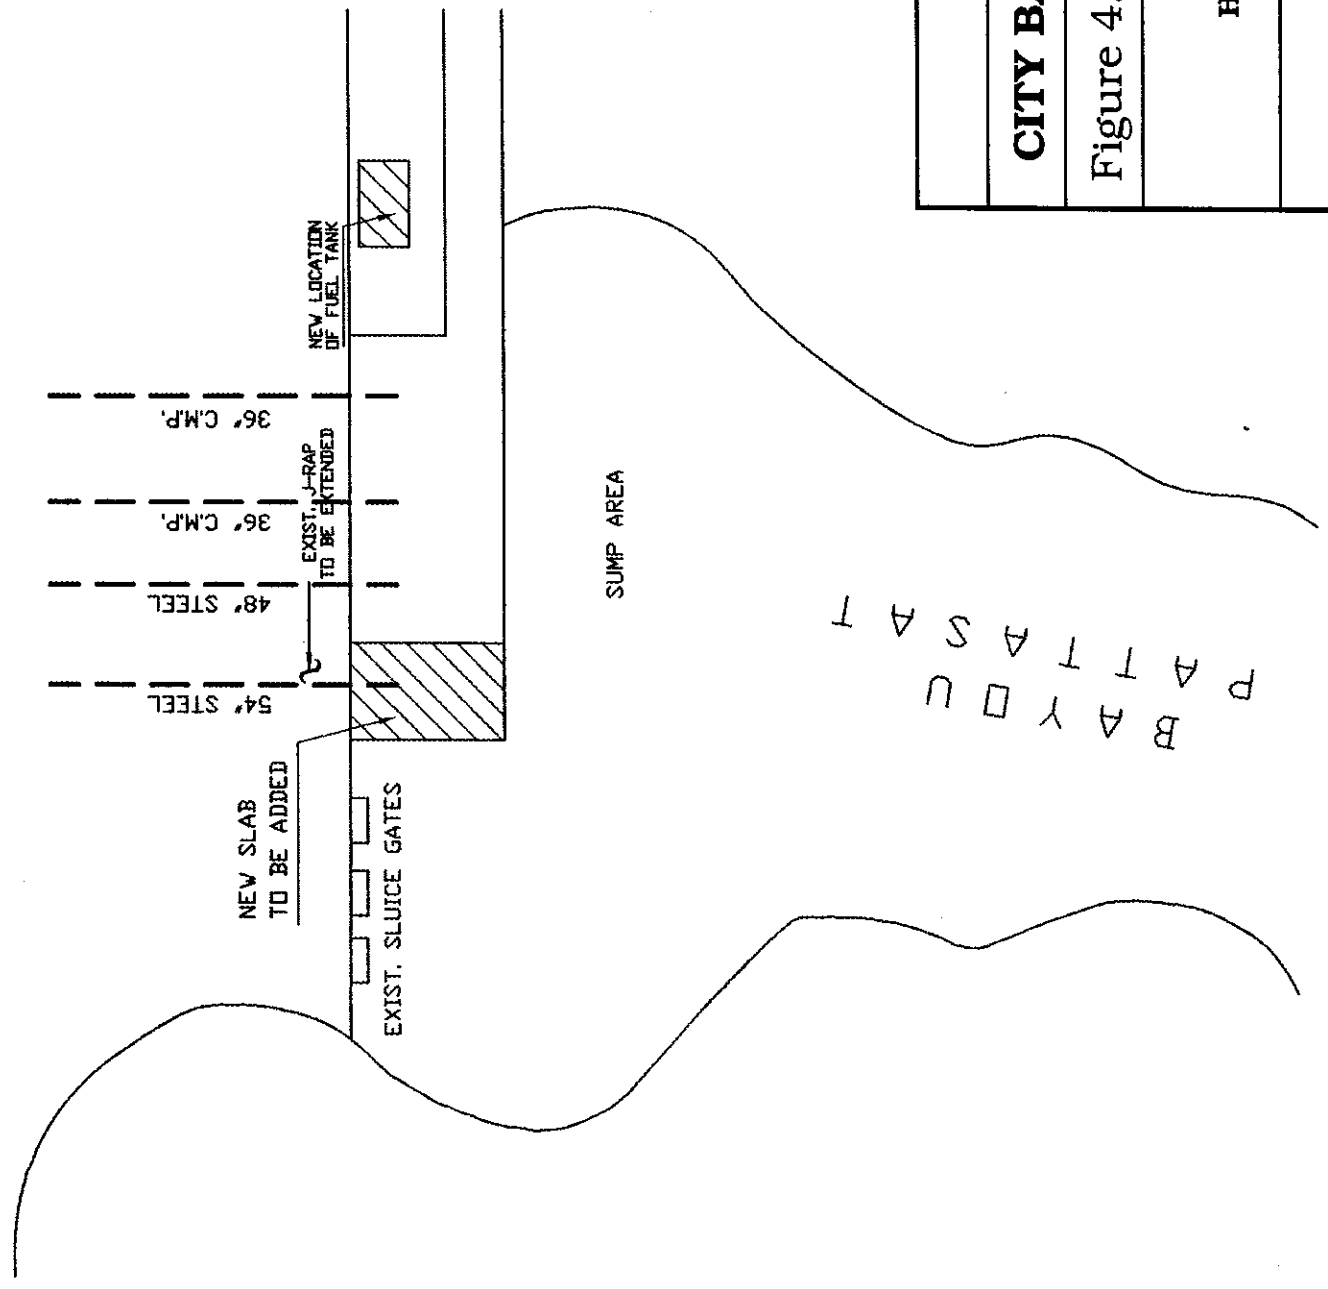 NEW LOCATION
OF FUEL TANK
36" C.M.P.
36" C.M.P.
48" STEEL
54" STEEL
EXIST. J-RAP
TO BE EXTENDED
NEW SLAB
TO BE ADDED
EXIST. SLUICE GATES
SUMP AREA
BAYOU
PATTASAT
CITY BA
Figure 4.
H